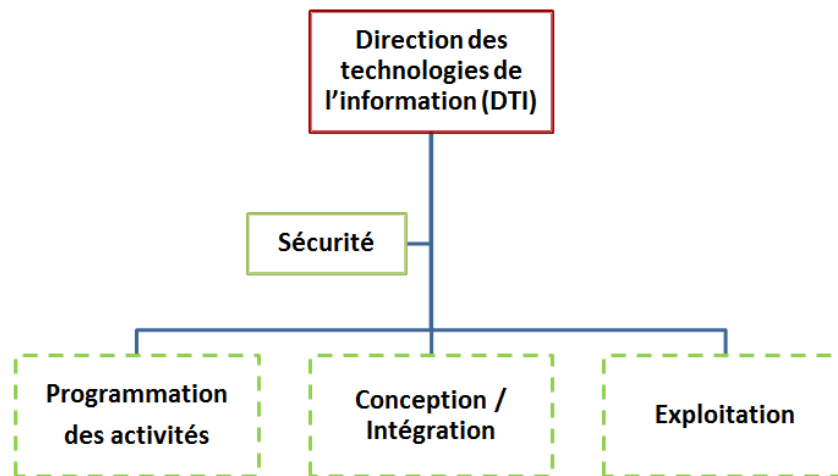 Direction des
technologies de
l'information (DTI)
Sécurité
Programmation
des activités
Conception /
Intégration
Exploitation